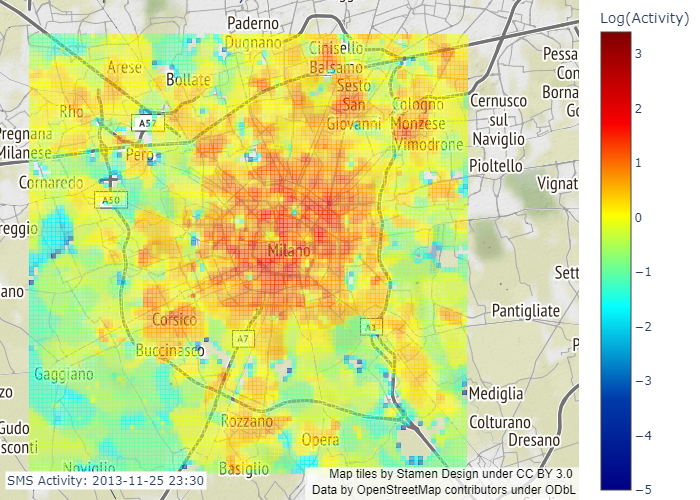 Log(Activity)
Paderno
Dugnano
Cinisello
Balsamo
Arese
Bollate
Sesto
San
Giovanni
Rho
A57
Cologno
Monzese
Vimodrone
Cernusco
sul
Naviglio
Pessa
Con
Borna
Go
Pregnana
Milanese
Pero
Pioltello
Cornaredo
A50
Vignat
reggio
Milano
Sett
ano
Corsico
A7
A1
Pantigliate
P
Buccinasco
Gaggiano
zo
Mediglia
Gudo
sconti
Rozzano
Colturano
Opera
Dresano
Noviglio
Basiglio
SMS Activity: 2013-11-25 23:30
Map tiles by Stamen Design under CC BY 3.0
Data by OpenStreetMap contributors under ODbL
3
2
1
0
−1
−2
−3
−4
−5